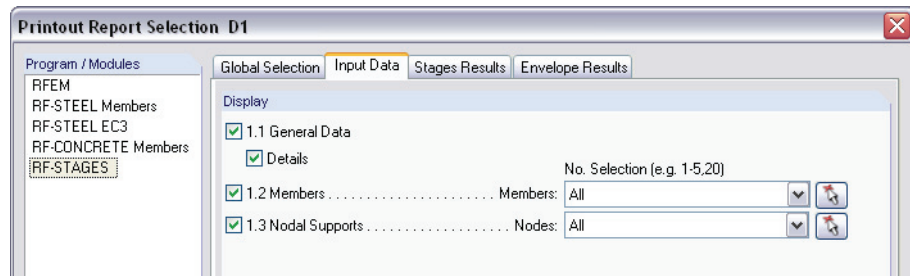 Printout Report Selection D1
Program / Modules
RFEM
RF-STEEL Members
RF-STEEL EC3
RF-CONCRETE Members
RF-STAGES
Global Selection Input Data Stages Results Envelope Results
Display
1.1 General Data
Details
No. Selection (e.g. 1-5,20)
1.2 Members . . . . . . . . . . . . . . . . . . . . . . . Members: All
1.3 Nodal Supports . . . . . . . . . . . . . . . . . . . Nodes: All